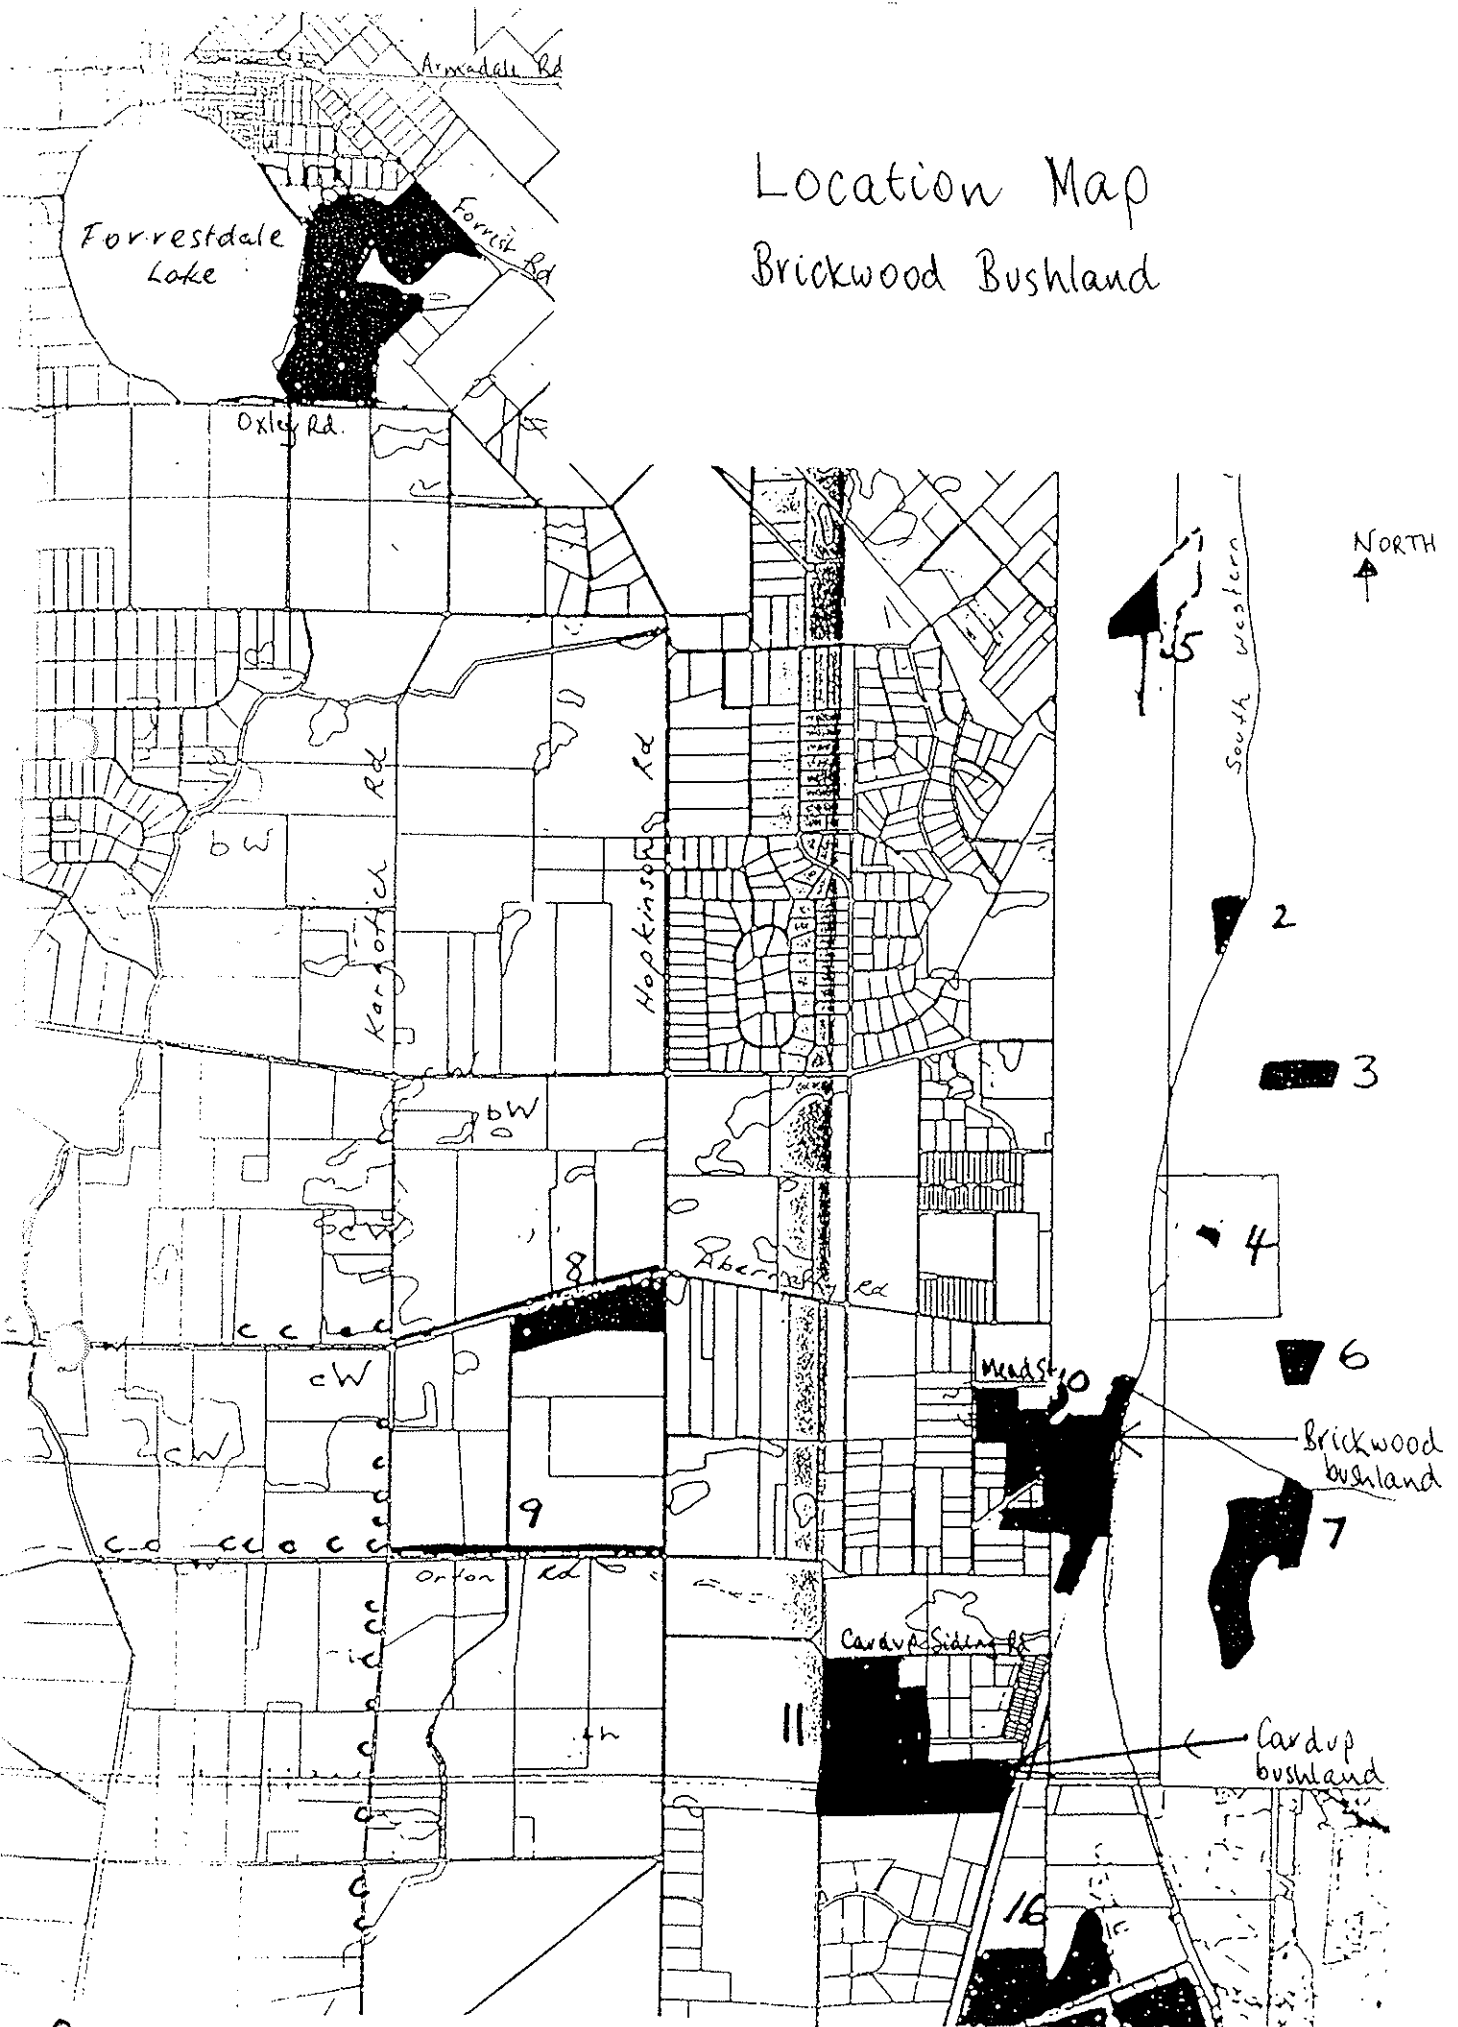 Armadale Rd
Location Map
Brickwood Bushland
Forrestdale
Lake
Forrest Rd
Oxley Rd.
NORTH
South Western
5
Rd
Hopkinson Rd
bW
2
3
bW
4
8
Abernethy Rd
c c c c
cW
6
Mead St
10
Brickwood
bushland
cW
c
9
7
c c c c c c c
Orton Rd
c
c
Cardup Siding Rd
c
c
11
c
Cardup
bushland
c
c
16
c